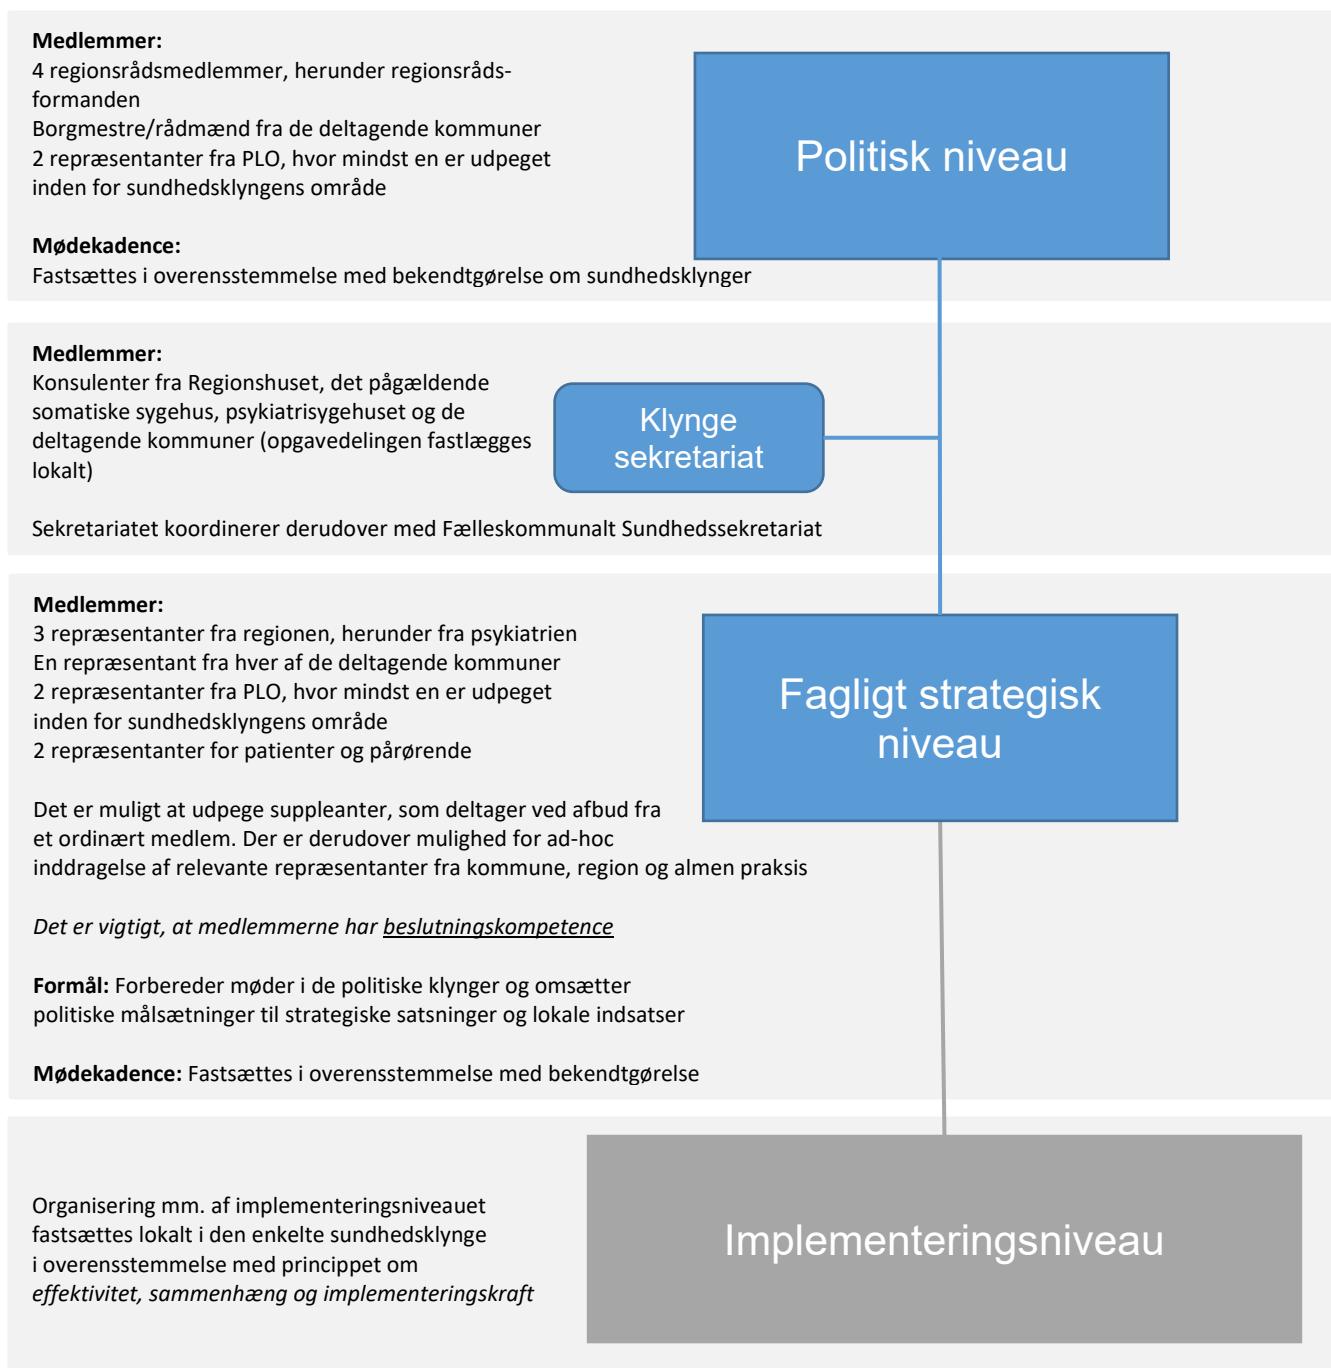 Medlemmer:
4 regionsrådsmedlemmer, herunder regionsråds-
formanden
Borgmestre/rådmænd fra de deltagende kommuner
2 repræsentanter fra PLO, hvor mindst en er udpeget
inden for sundhedsklyngens område
Mødekadence:
Fastsættes i overensstemmelse med bekendtgørelse om sundhedsklynger
Politisk niveau
Medlemmer:
Konsulenter fra Regionshuset, det pågældende
somatiske sygehus, psykiatrisygehuset og de
deltagende kommuner (opgavedelingen fastlægges
lokalt)
Sekretariatet koordinerer derudover med Fælleskommunalt Sundhedssekretariat
Klynge
sekretariat
Medlemmer:
3 repræsentanter fra regionen, herunder fra psykiatrien
En repræsentant fra hver af de deltagende kommuner
2 repræsentanter fra PLO, hvor mindst en er udpeget
inden for sundhedsklyngens område
2 repræsentanter for patienter og pårørende
Det er muligt at udpege suppleanter, som deltager ved afbud fra
et ordinært medlem. Der er derudover mulighed for ad-hoc
inddragelse af relevante repræsentanter fra kommune, region og almen praksis
Det er vigtigt, at medlemmerne har beslutningskompetence
Formål: Forbereder møder i de politiske klynger og omsætter
politiske målsætninger til strategiske satsninger og lokale indsatser
Mødekadence: Fastsættes i overensstemmelse med bekendtgørelse
Fagligt strategisk
niveau
Organisering mm. af implementeringsniveauet
fastsættes lokalt i den enkelte sundhedsklynge
i overensstemmelse med princippet om
effektivitet, sammenhæng og implementeringskraft
Implementeringsniveau